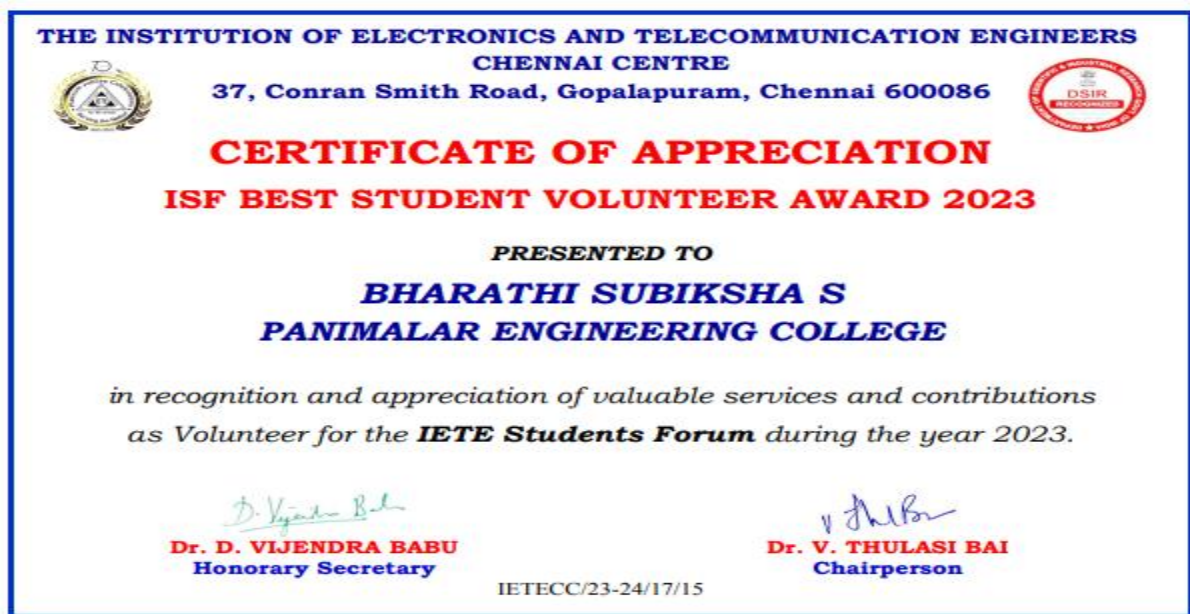 THE INSTITUTION OF ELECTRONICS AND TELECOMMUNICATION ENGINEERS
CHENNAI CENTRE
37, Conran Smith Road, Gopalapuram, Chennai 600086
DSIR
RECOGNIZED
CERTIFICATE OF APPRECIATION
ISF BEST STUDENT VOLUNTEER AWARD 2023
PRESENTED TO
BHARATHI SUBIKSHA S
PANIMALAR ENGINEERING COLLEGE
in recognition and appreciation of valuable services and contributions
as Volunteer for the IETE Students Forum during the year 2023.
Dr. D. VIJENDRA BABU
Honorary Secretary
Dr. V. THULASI BAI
Chairperson
IETECC/23-24/17/15